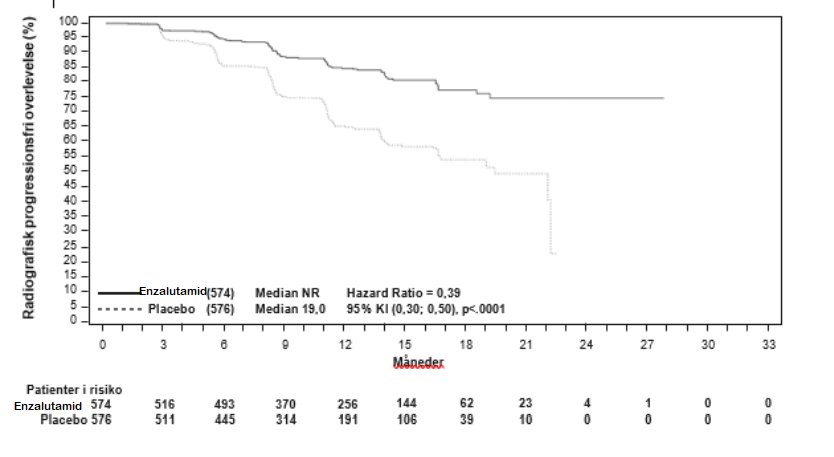 Radiografisk progressionsfri overlevelse (%)
100
95
90
85
80
75
70
65
60
55
50
45
40
35
30
25
20
15
10
5
0
Enzalutamid (574) Median NR Hazard Ratio = 0,39
Placebo (576) Median 19,0 95% KI (0,30; 0,50), p<.0001
0 3 6 9 12 15 18 21 24 27 30 33
Måneder
Patienter i risiko
Enzalutamid 574 516 493 370 256 144 62 23 4 1 0 0
Placebo 576 511 445 314 191 106 39 10 0 0 0 0